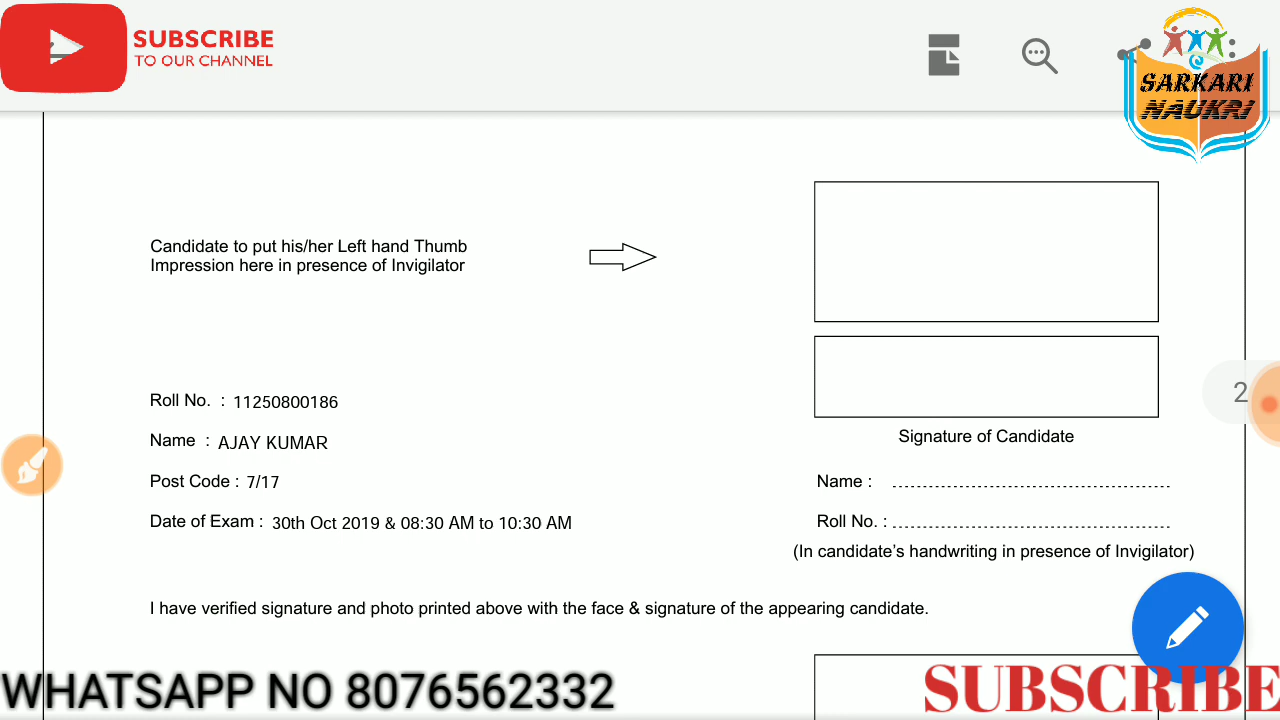 SUBSCRIBE
TO OUR CHANNEL
SARKARI
NAUKRI
Candidate to put his/her Left hand Thumb
Impression here in presence of Invigilator
Roll No. : 11250800186
Name : AJAY KUMAR
Post Code : 7/17
Date of Exam : 30th Oct 2019 & 08:30 AM to 10:30 AM
2
Signature of Candidate
Name : ................................................
Roll No. : ................................................
(In candidate's handwriting in presence of Invigilator)
I have verified signature and photo printed above with the face & signature of the appearing candidate.
WHATSAPP NO 8076562332
SUBSCRIBE